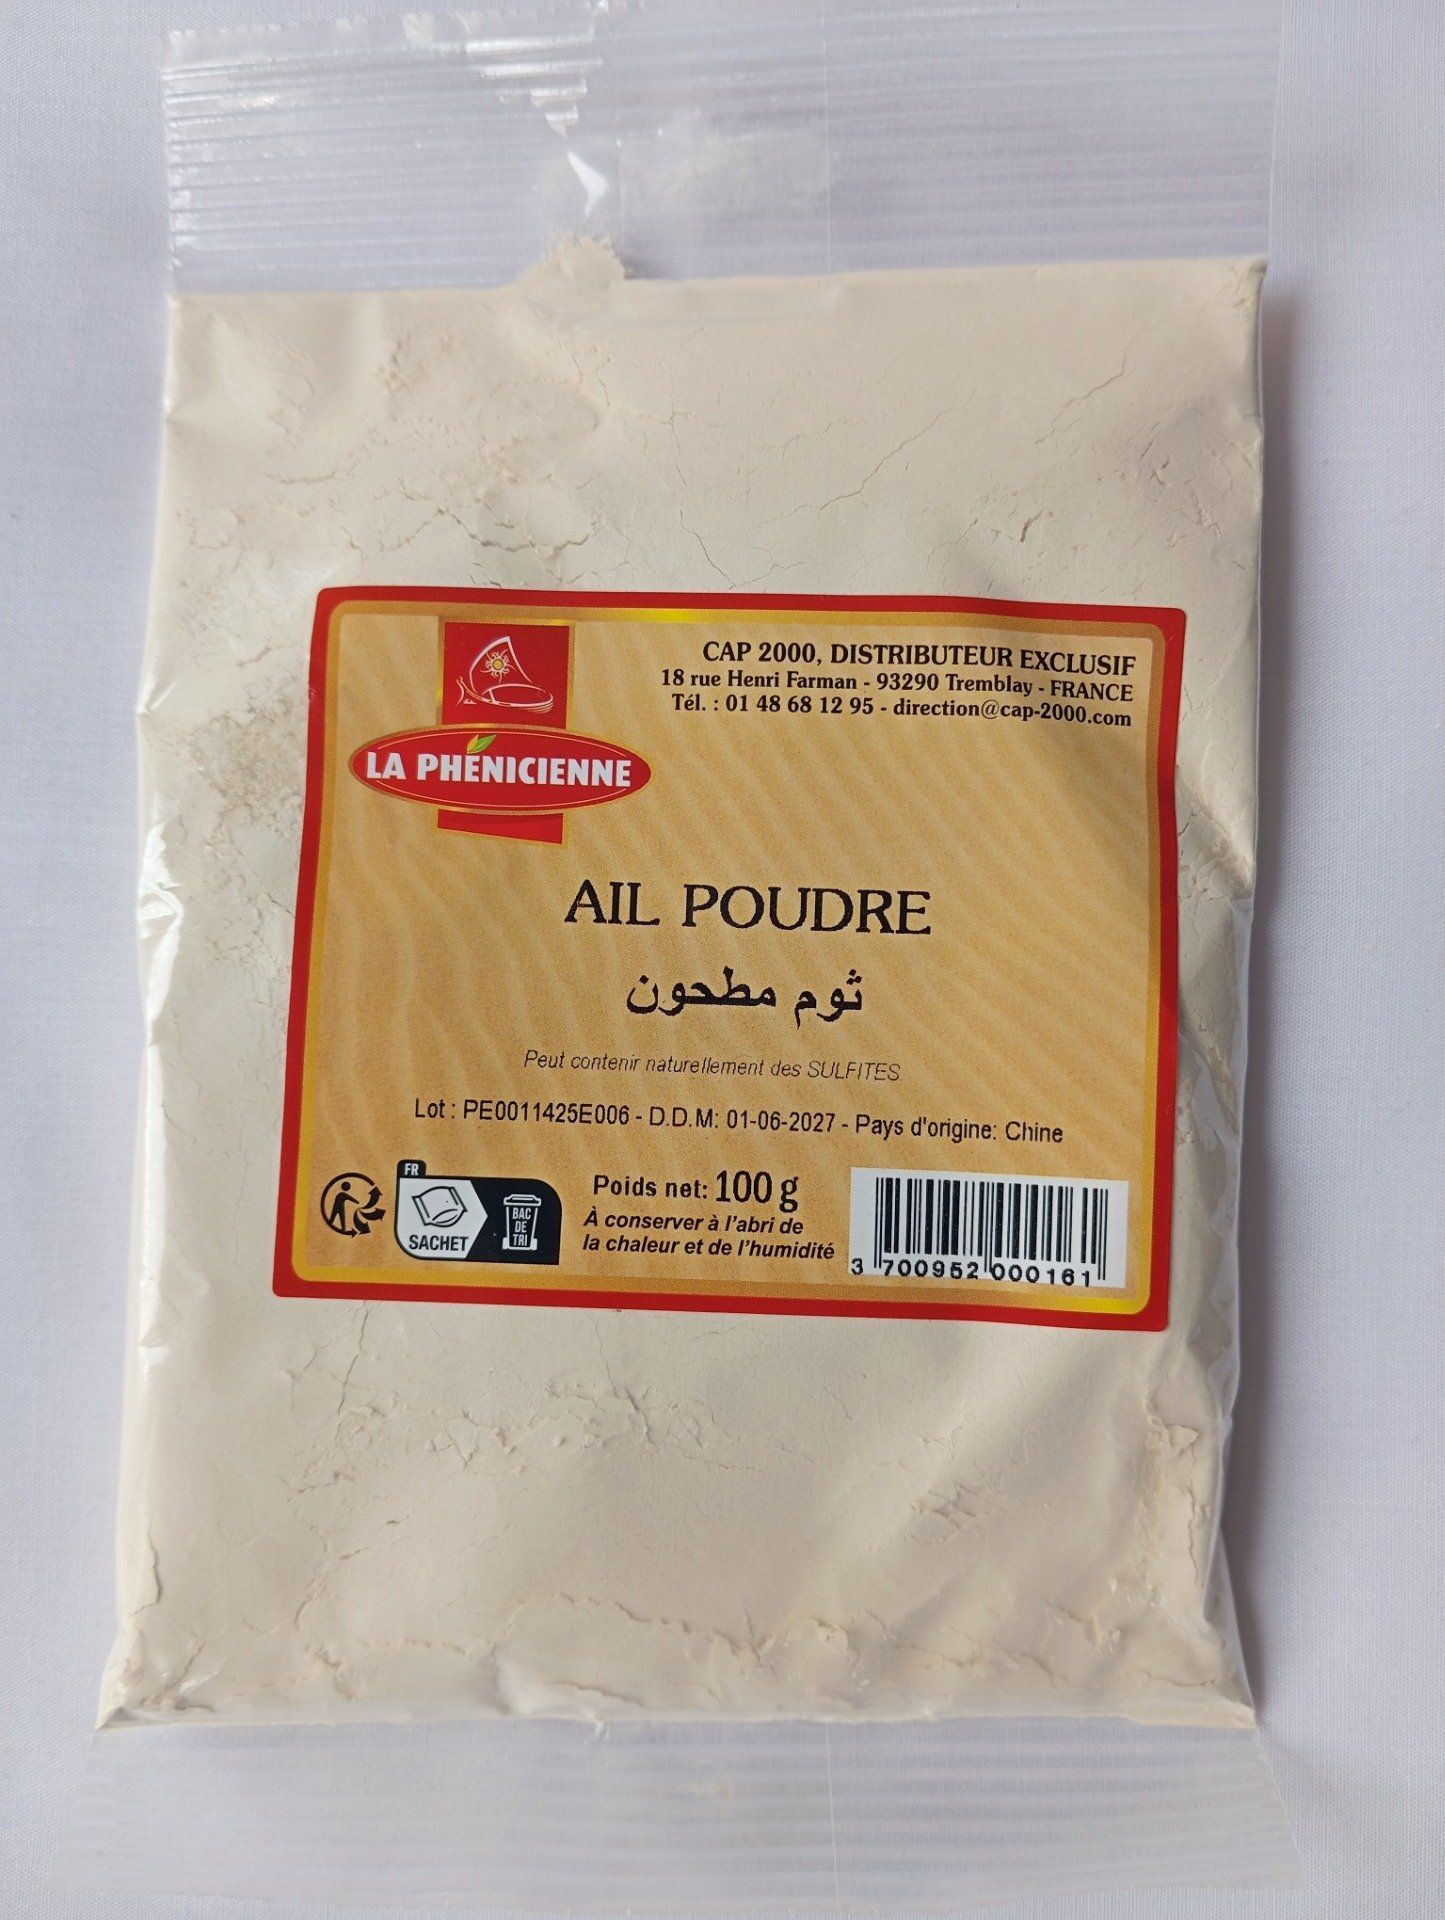 CAP 2000, DISTRIBUTEUR EXCLUSIF
18 rue Henri Farman - 93290 Tremblay - FRANCE
Tél. : 01 48 68 12 95 - direction@cap-2000.com
LA PHÉNICIENNE
AIL POUDRE
ثوم مطحون
Peut contenir naturellement des SULFITES
Lot : PE0011425E006 - D.D.M: 01-06-2027 - Pays d'origine: Chine
FR
SACHET
BAC
DE
TRI
Poids net: 100 g
À conserver à l'abri de
la chaleur et de l'humidité
3 700952 000161